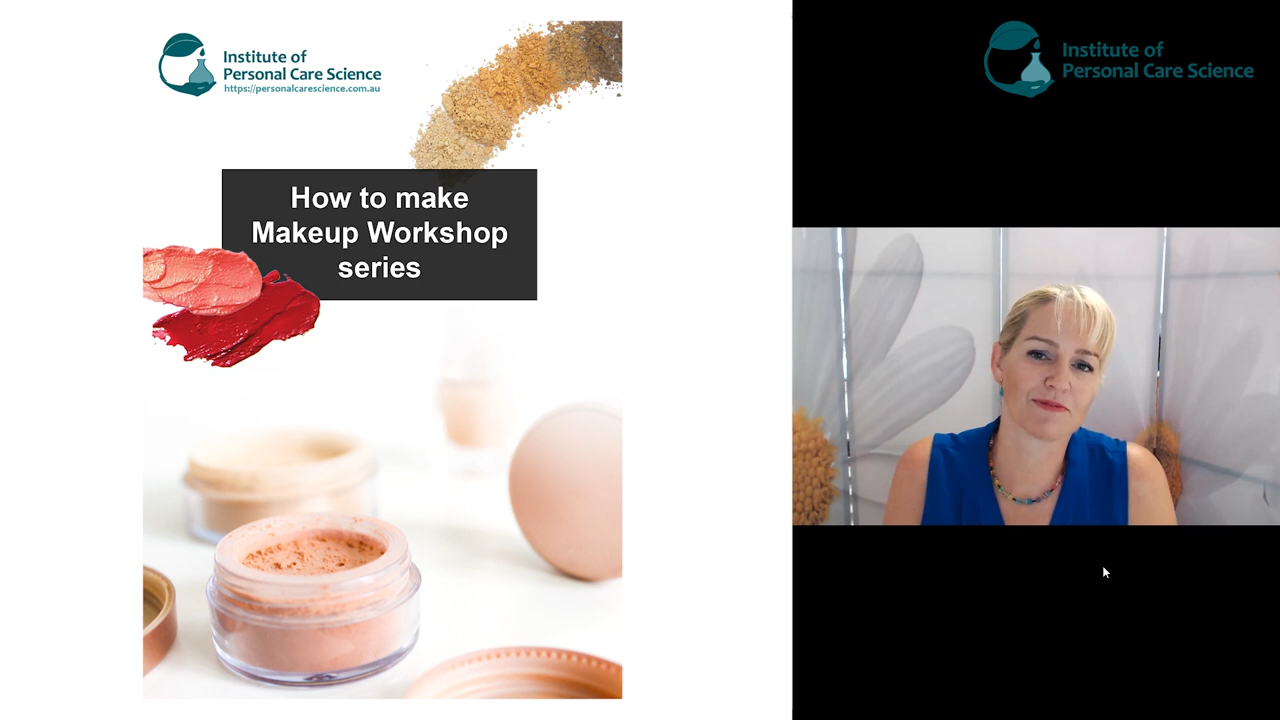 Institute of
Personal Care Science
https://personalcarescience.com.au
How to make
Makeup Workshop
series
Institute of
Personal Care Science